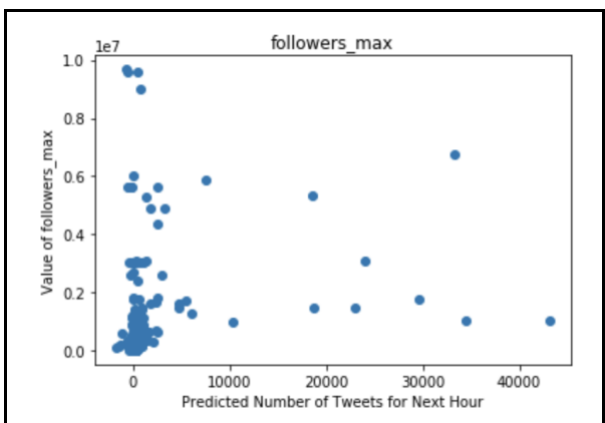 followers_max
1e7
1.0
0.8
0.6
0.4
0.2
0.0
Value of followers_max
0
10000
20000
30000
40000
Predicted Number of Tweets for Next Hour